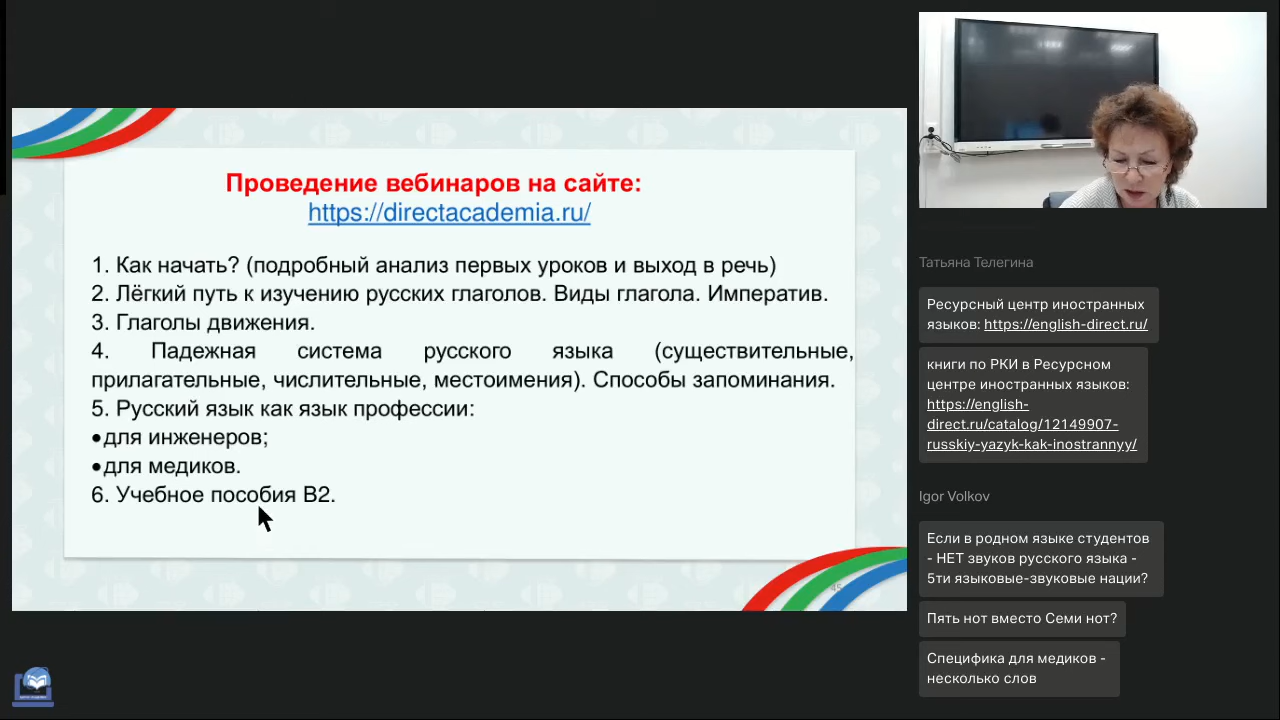 Проведение вебинаров на сайте:
https://directacademia.ru/
1. Как начать? (подробный анализ первых уроков и выход в речь)
2. Лёгкий путь к изучению русских глаголов. Виды глагола. Императив.
3. Глаголы движения.
4. Падежная система русского языка (существительные,
прилагательные, числительные, местоимения). Способы запоминания.
5. Русский язык как язык профессии:
•для инженеров;
•для медиков.
6. Учебное пособия В2.
45
Татьяна Телегина
Ресурсный центр иностранных
языков: https://english-direct.ru/
книги по РКИ в Ресурсном
центре иностранных языков:
https://english-
direct.ru/catalog/12149907-
russkiy-yazyk-kak-inostrannyy/
Igor Volkov
Если в родном языке студентов
- НЕТ звуков русского языка -
5ти языковые-звуковые нации?
Пять нот вместо Семи нот?
Специфика для медиков -
несколько слов